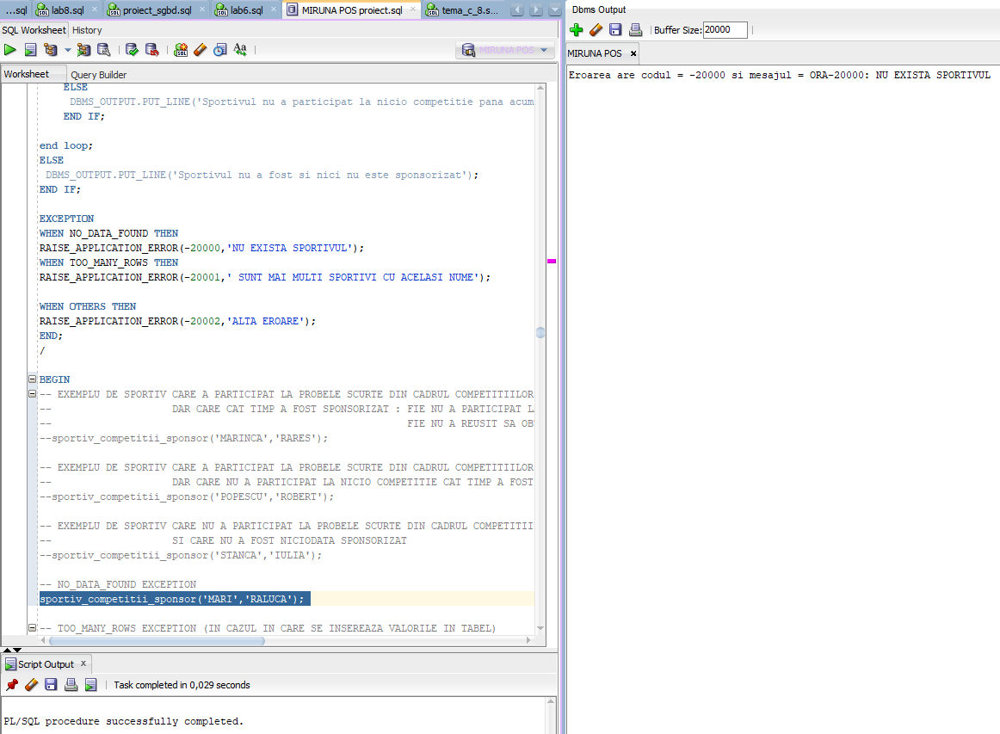 ...sql lab8.sql proiect_sgbd.sql lab6.sql MIRUNA POS proiect.sql tema_c_8.s...
SQL Worksheet History
MIRUNA POS
Worksheet Query Builder
ELSE
DBMS_OUTPUT.PUT_LINE('Sportivul nu a participat la nicio competitie pana acum
END IF;
end loop;
ELSE
DBMS_OUTPUT.PUT_LINE('Sportivul nu a fost si nici nu este sponsorizat');
END IF;
EXCEPTION
WHEN NO_DATA_FOUND THEN
RAISE_APPLICATION_ERROR(-20000,'NU EXISTA SPORTIVUL');
WHEN TOO_MANY_ROWS THEN
RAISE_APPLICATION_ERROR(-20001,' SUNT MAI MULTI SPORTIVI CU ACELASI NUME');
WHEN OTHERS THEN
RAISE_APPLICATION_ERROR(-20002,'ALTA EROARE');
END;
/
BEGIN
-- EXEMPLU DE SPORTIV CARE A PARTICIPAT LA PROBELE SCURTE DIN CADRUL COMPETITIILOR
-- DAR CARE CAT TIMP A FOST SPONSORIZAT : FIE NU A PARTICIPAT L
-- FIE NU A REUSIT SA OB
--sportiv_competitii_sponsor('MARINCA','RARES');
-- EXEMPLU DE SPORTIV CARE A PARTICIPAT LA PROBELE SCURTE DIN CADRUL COMPETITIILOR
-- DAR CARE NU A PARTICIPAT LA NICIO COMPETITIE CAT TIMP A FOST
--sportiv_competitii_sponsor('POPESCU','ROBERT');
-- EXEMPLU DE SPORTIV CARE NU A PARTICIPAT LA PROBELE SCURTE DIN CADRUL COMPETITII
-- SI CARE NU A FOST NICIODATA SPONSORIZAT
--sportiv_competitii_sponsor('STANCA','IULIA');
-- NO_DATA_FOUND EXCEPTION
sportiv_competitii_sponsor('MARI','RALUCA');
-- TOO_MANY_ROWS EXCEPTION (IN CAZUL IN CARE SE INSEREAZA VALORILE IN TABEL)
Script Output
Task completed in 0,029 seconds
PL/SQL procedure successfully completed.
Dbms Output
Buffer Size: 20000
MIRUNA POS
Eroarea are codul = -20000 si mesajul = ORA-20000: NU EXISTA SPORTIVUL